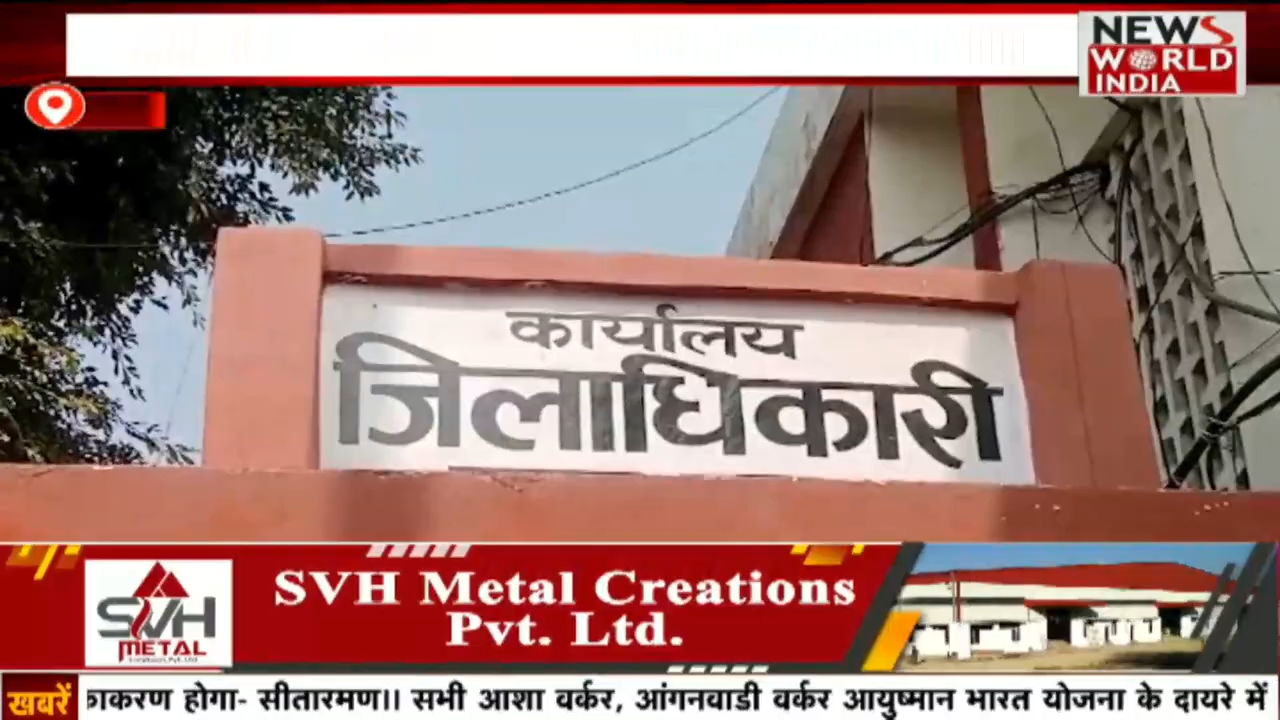 NEWS
WORLD
INDIA
कार्यालय
जिलाधिकारी
SVH
METAL
SVH Metal Creations
Pvt. Ltd.
खबरें
काकरण होगा- सीतारमण।। सभी आशा वर्कर, आंगनवाडी वर्कर आयुष्मान भारत योजना के दायरे में